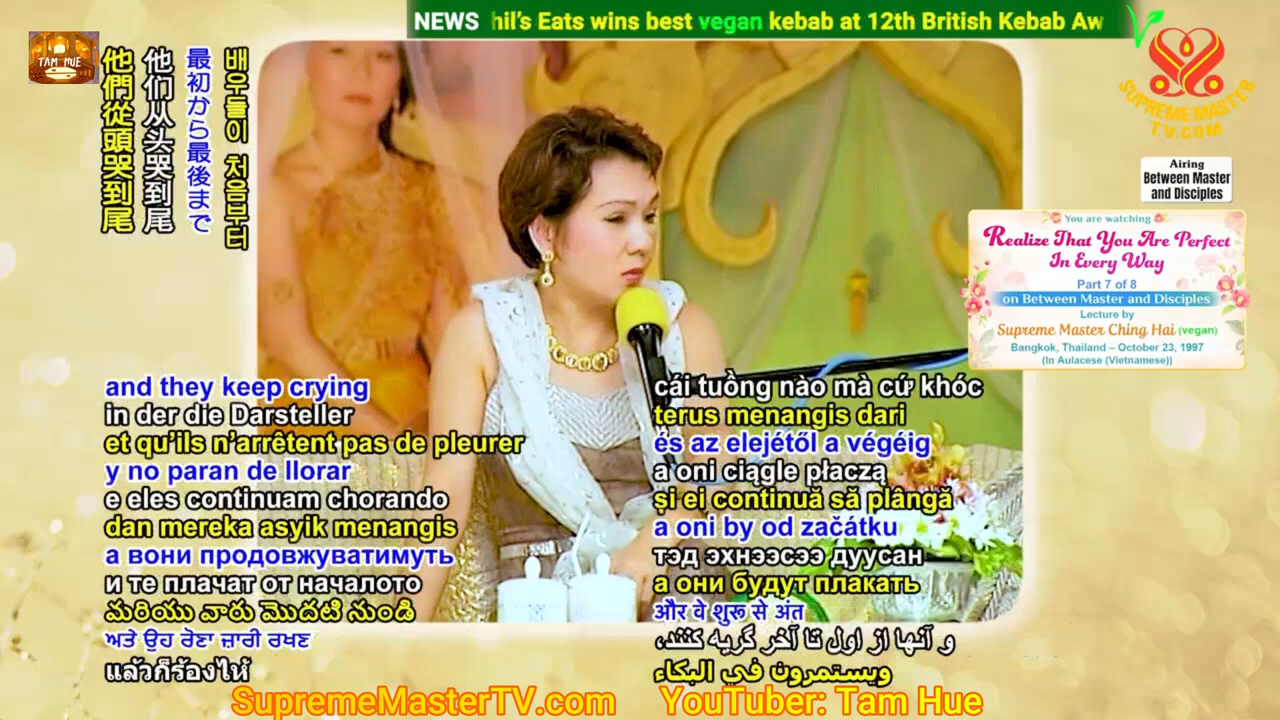 NEWS hil's Eats wins best vegan kebab at 12th British Kebab Aw
TAM HUE
SUPREME MASTER
TV.COM
배우들이 처음부터
最初から最後まで
他们从头哭到尾
他們從頭哭到尾
Airing
Between Master
and Disciples
You are watching
Realize That You Are Perfect
In Every Way
Part 7 of 8
on Between Master and Disciples
Lecture by
Supreme Master Ching Hai (vegan)
Bangkok, Thailand – October 23, 1997
(In Aulacese (Vietnamese))
and they keep crying
in der die Darsteller
et qu'ils n'arrêtent pas de pleurer
y no paran de llorar
e eles continuam chorando
dan mereka asyik menangis
а вони продовжуватимуть
и те плачат от началото
మరియు వారు మొదటి నుండి
ਅਤੇ ਉਹ ਰੋਣਾ ਜ਼ਾਰੀ ਰਖਣ
แล้วก็ร้องไห้
cái tuồng nào mà cứ khóc
terus menangis dari
és az elejétől a végéig
a oni ciągle płaczą
și ei continuă să plângă
a oni by od začátku
тэд эхнээсээ дуусан
а они будут плакать
और वे शुरू से अंत
و آنها از اول تا آخر گریه کنند،
ويستمرون في البكاء
SupremeMasterTV.com YouTuber: Tam Hue